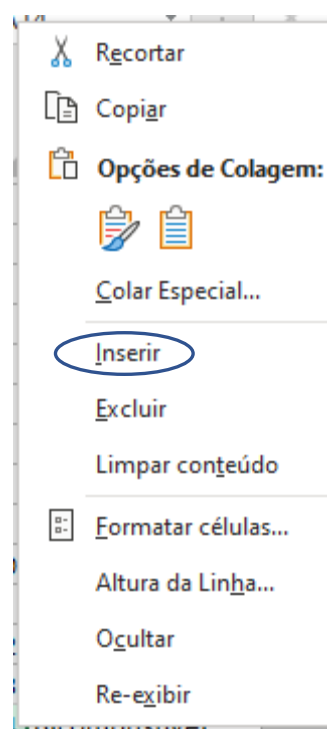 Recortar
Copiar
Opções de Colagem:
Colar Especial...
Inserir
Excluir
Limpar conteúdo
Formatar células...
Altura da Linha...
Ocultar
Re-exibir